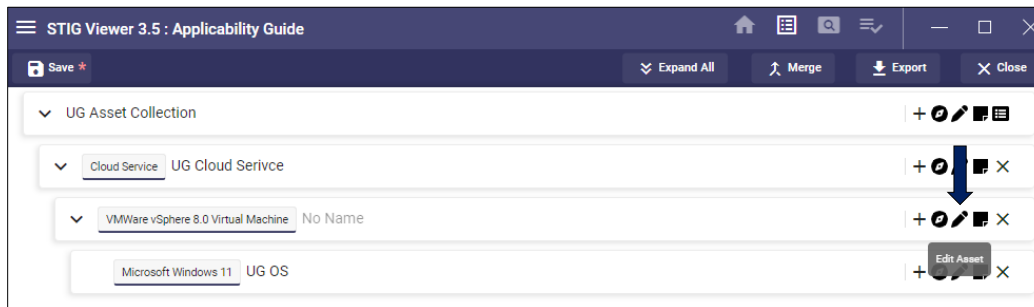 STIG Viewer 3.5 : Applicability Guide
Save * Expand All Merge Export Close
UG Asset Collection
Cloud Service UG Cloud Serivce
VMWare vSphere 8.0 Virtual Machine No Name
Edit Asset
Microsoft Windows 11 UG OS